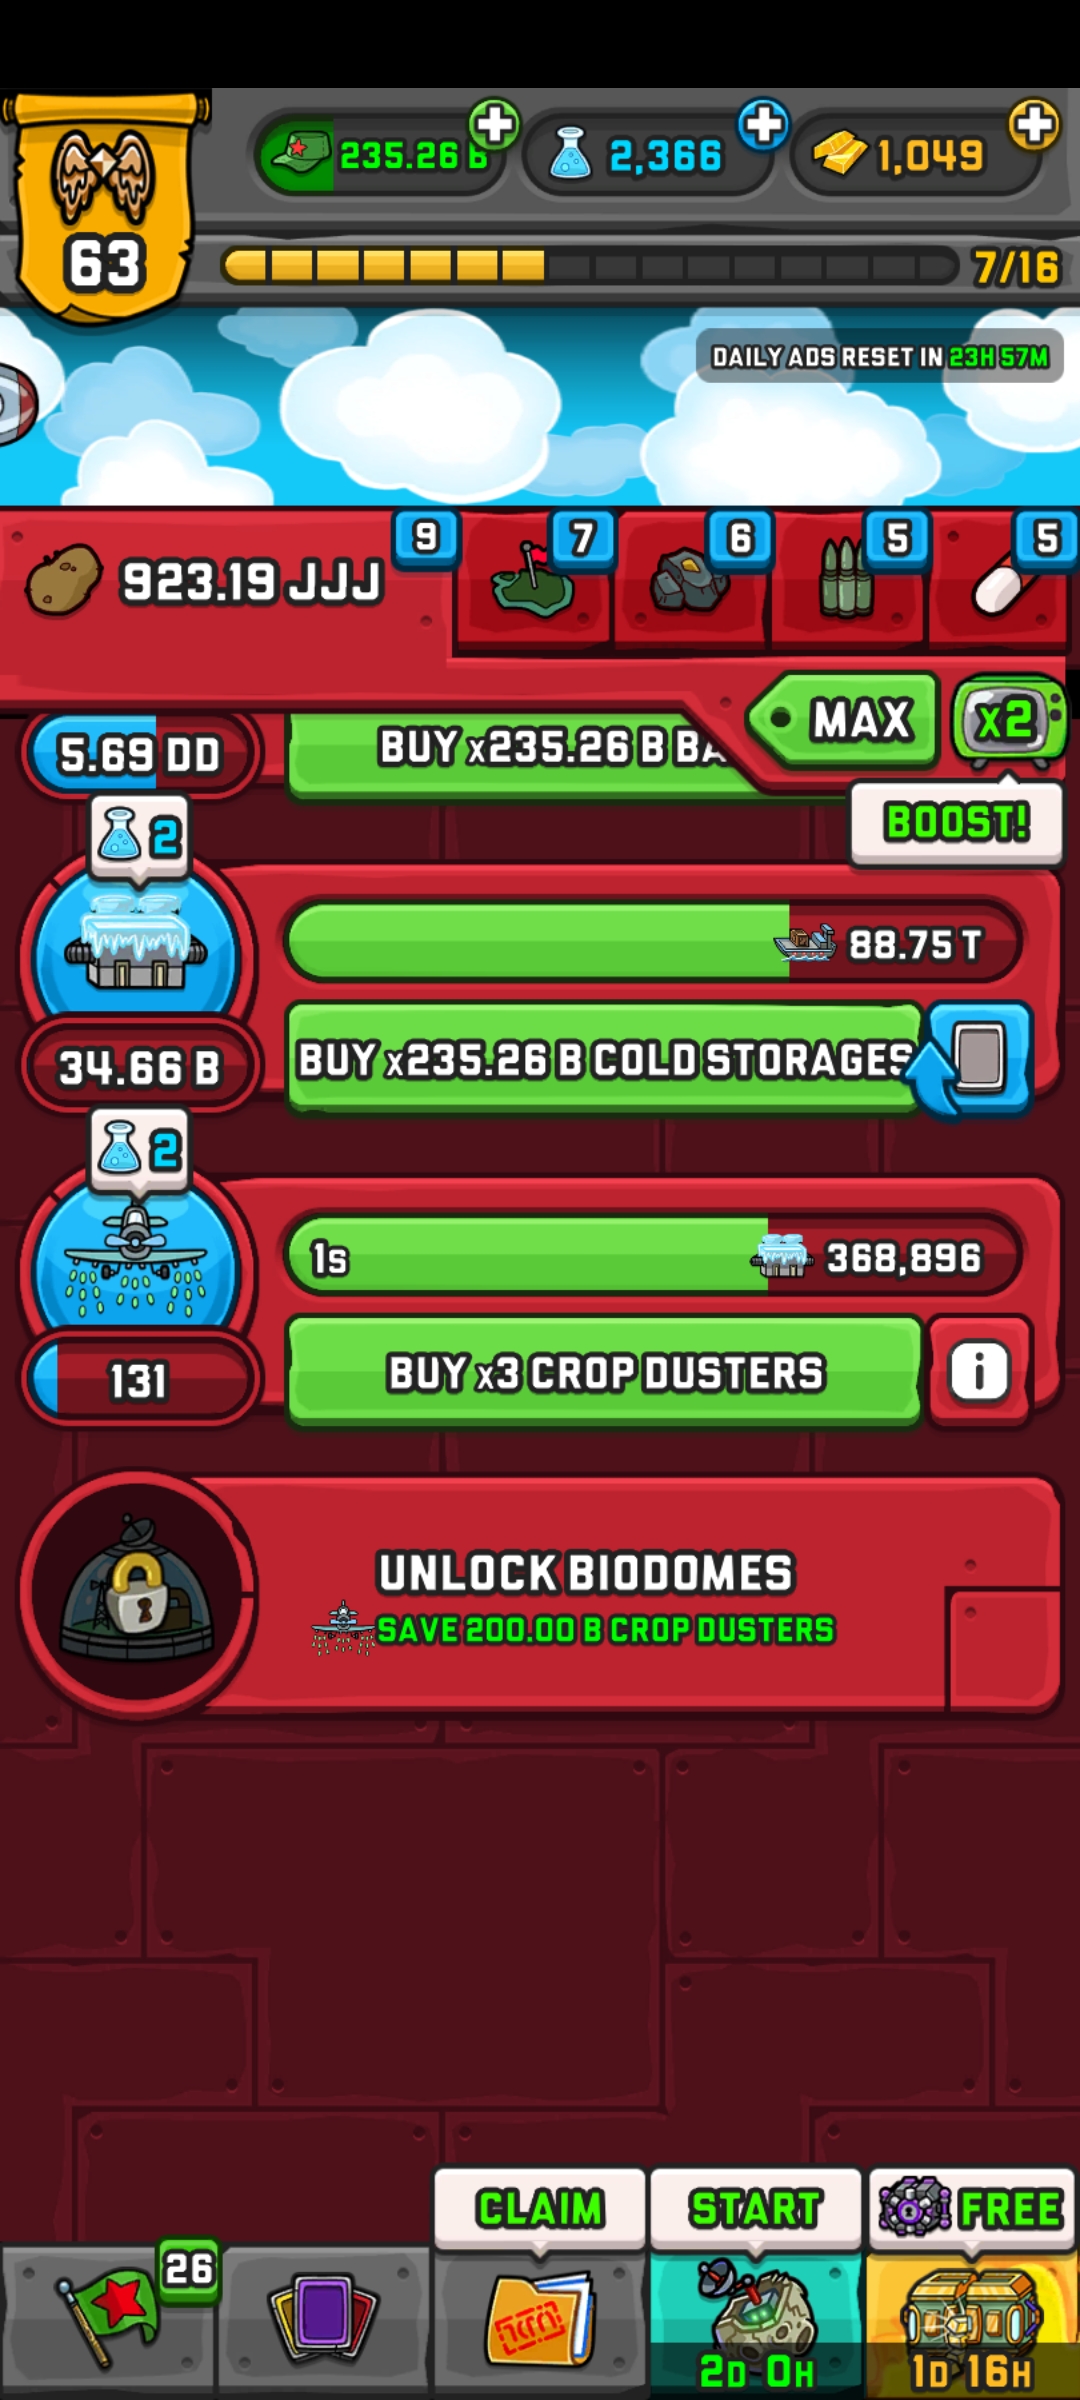 235.26 B
2,366
1,049
63
7/16
DAILY ADS RESET IN 23H 57M
923.19 JJJ
9
7
6
5
5
MAX
x2
BOOST!
5.69 DD
BUY x235.26 B
2
88.75 T
34.66 B
BUY x235.26 B COLD STORAGES
2
1s
368,896
131
BUY x3 CROP DUSTERS
i
UNLOCK BIODOMES
SAVE 200.00 B CROP DUSTERS
CLAIM
START
FREE
26
2D 0H
1D 16H